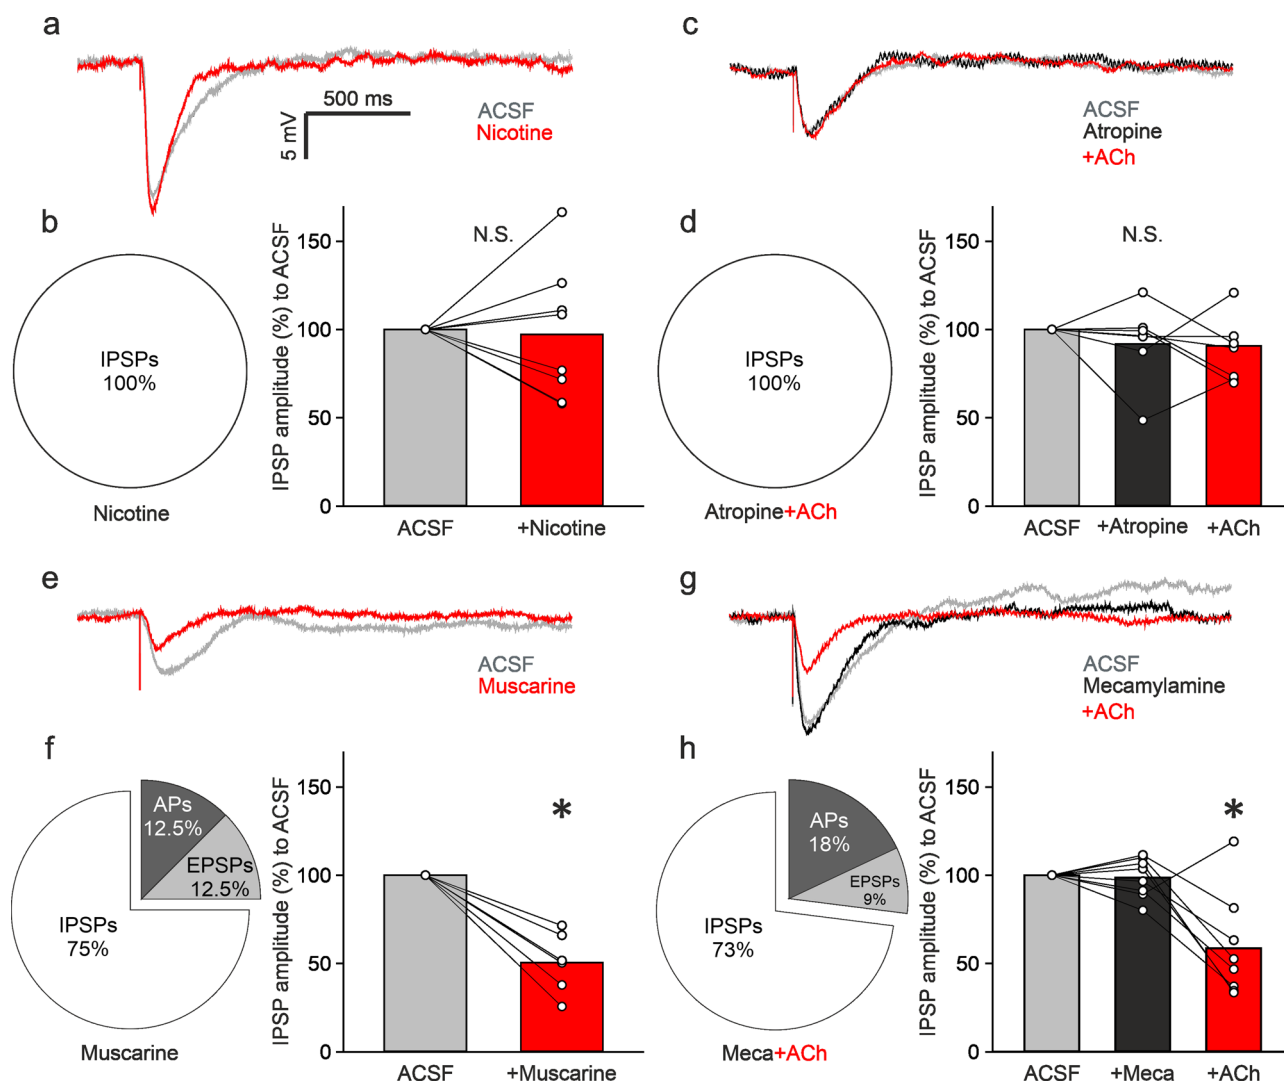 a
500 ms
5 mV
ACSF
Nicotine
c
ACSF
Atropine
+ACh
b
IPSPs
100%
Nicotine
IPSP amplitude (%) to ACSF
150
100
50
0
N.S.
ACSF
+Nicotine
d
IPSPs
100%
Atropine+ACh
IPSP amplitude (%) to ACSF
150
100
50
0
N.S.
ACSF
+Atropine
+ACh
e
ACSF
Muscarine
g
ACSF
Mecamylamine
+ACh
f
APs
12.5%
EPSPs
12.5%
IPSPs
75%
Muscarine
IPSP amplitude (%) to ACSF
150
100
50
0
*
ACSF
+Muscarine
h
APs
18%
EPSPs
9%
IPSPs
73%
Meca+ACh
IPSP amplitude (%) to ACSF
150
100
50
0
*
ACSF
+Meca
+ACh